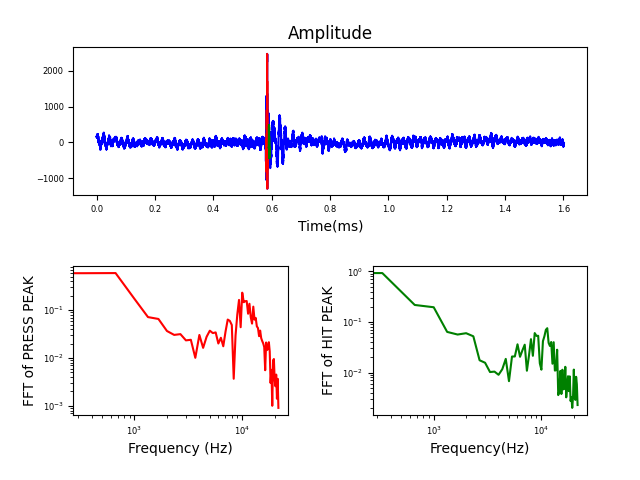 Amplitude
2000
1000
0
−1000
0.0 0.2 0.4 0.6 0.8 1.0 1.2 1.4 1.6
Time(ms)
FFT of PRESS PEAK
10⁻¹
10⁻²
10⁻³
10³ 10⁴
Frequency (Hz)
FFT of HIT PEAK
10⁰
10⁻¹
10⁻²
10³ 10⁴
Frequency(Hz)